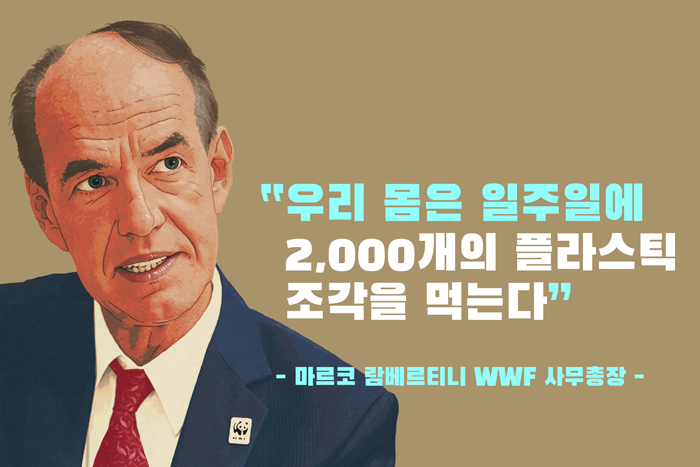 “우리 몸은 일주일에
2,000개의 플라스틱
조각을 먹는다”
- 마르코 람베르티니 WWF 사무총장 -